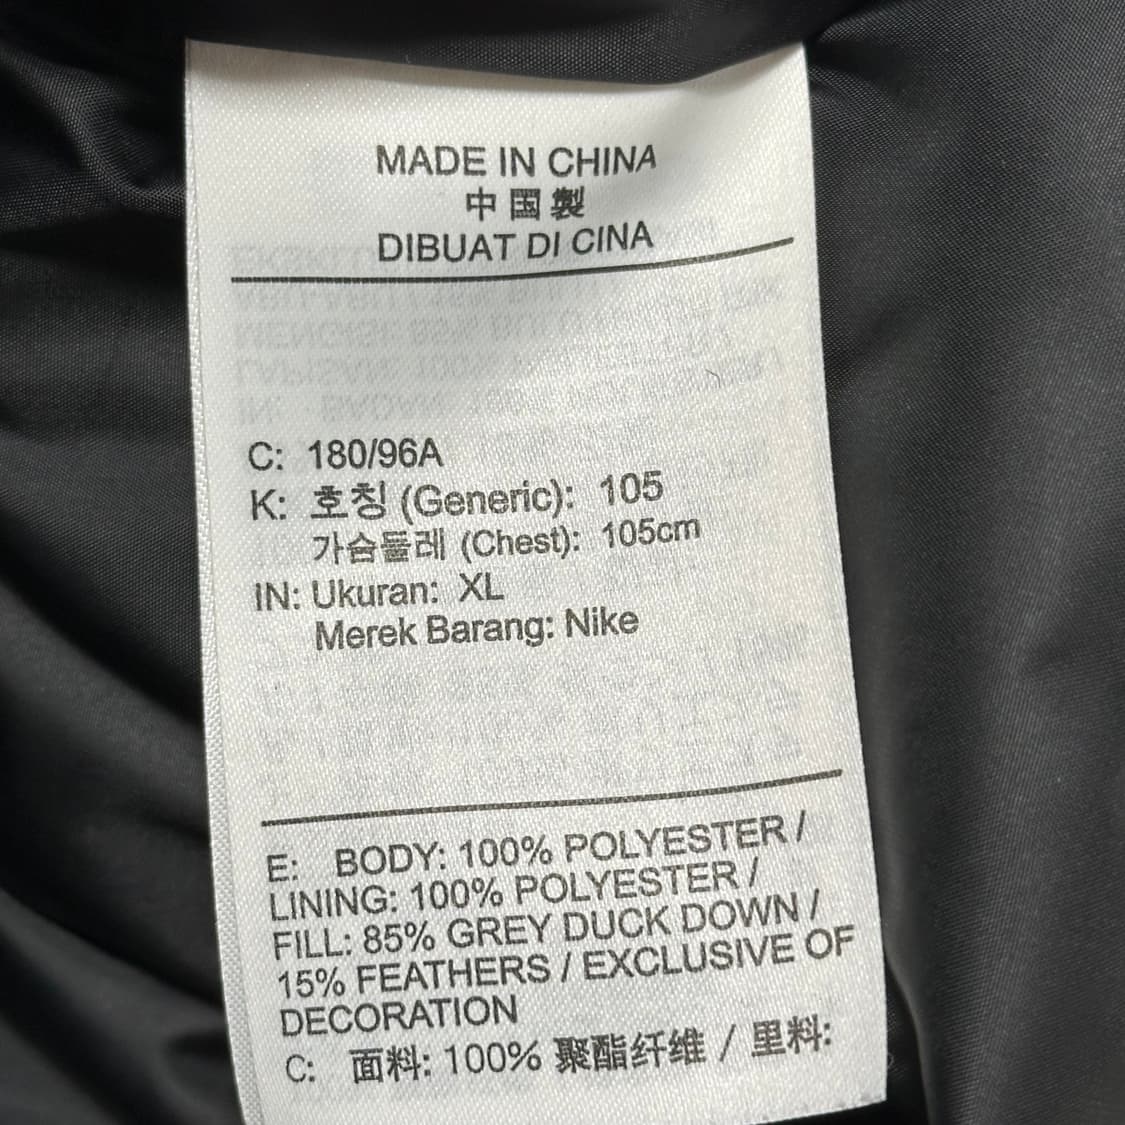 MADE IN CHINA
中国製
DIBUAT DI CINA
C: 180/96A
K: 호칭 (Generic): 105
가슴둘레 (Chest): 105cm
IN: Ukuran: XL
Merek Barang: Nike
E: BODY: 100% POLYESTER /
LINING: 100% POLYESTER /
FILL: 85% GREY DUCK DOWN /
15% FEATHERS / EXCLUSIVE OF
DECORATION
C: 面料: 100% 聚酯纤维 / 里料: